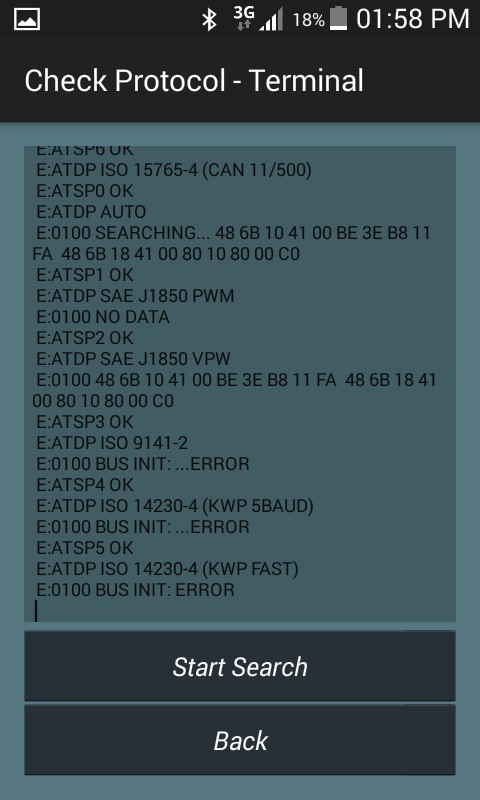 3G 18% 01:58 PM
Check Protocol - Terminal
E:ATSP6 OK
E:ATDP ISO 15765-4 (CAN 11/500)
E:ATSP0 OK
E:ATDP AUTO
E:0100 SEARCHING... 48 6B 10 41 00 BE 3E B8 11
FA  48 6B 18 41 00 80 10 80 00 C0
E:ATSP1 OK
E:ATDP SAE J1850 PWM
E:0100 NO DATA
E:ATSP2 OK
E:ATDP SAE J1850 VPW
E:0100 48 6B 10 41 00 BE 3E B8 11 FA  48 6B 18 41
00 80 10 80 00 C0
E:ATSP3 OK
E:ATDP ISO 9141-2
E:0100 BUS INIT: ...ERROR
E:ATSP4 OK
E:ATDP ISO 14230-4 (KWP 5BAUD)
E:0100 BUS INIT: ...ERROR
E:ATSP5 OK
E:ATDP ISO 14230-4 (KWP FAST)
E:0100 BUS INIT: ERROR
Start Search
Back